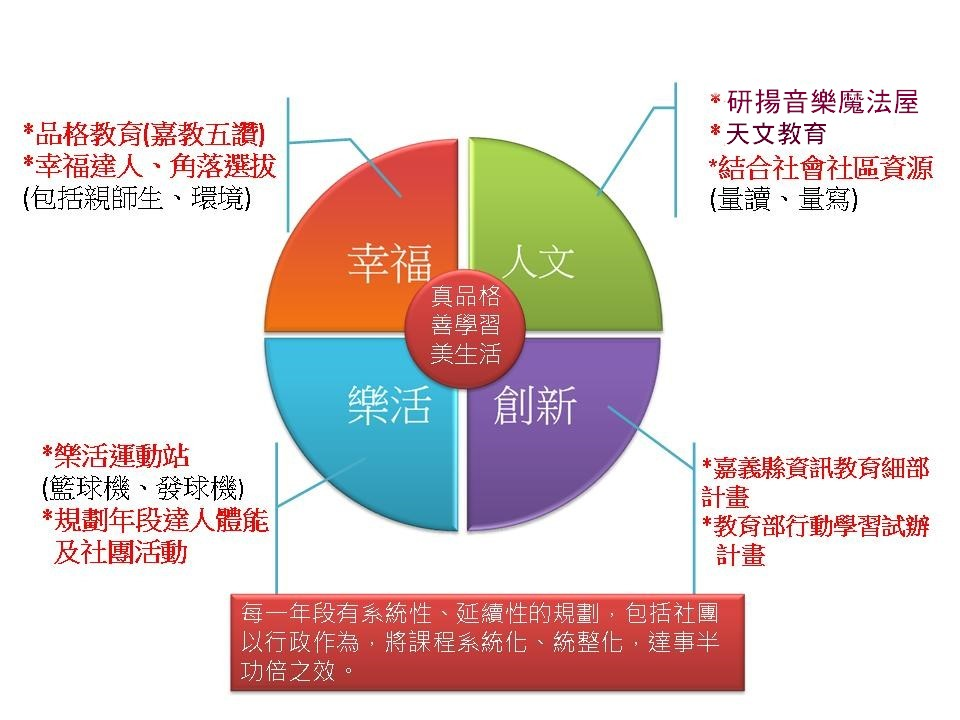 *品格教育(嘉教五讚)
*幸福達人、角落選拔
(包括親師生、環境)
* 研揚音樂魔法屋
* 天文教育
*結合社會社區資源
(量讀、量寫)
幸福
人文
真品格
善學習
美生活
樂活
創新
*樂活運動站
(籃球機、發球機)
*規劃年段達人體能
及社團活動
*嘉義縣資訊教育細部
計畫
*教育部行動學習試辦
計畫
每一年段有系統性、延續性的規劃，包括社團
以行政作為，將課程系統化、統整化，達事半
功倍之效。